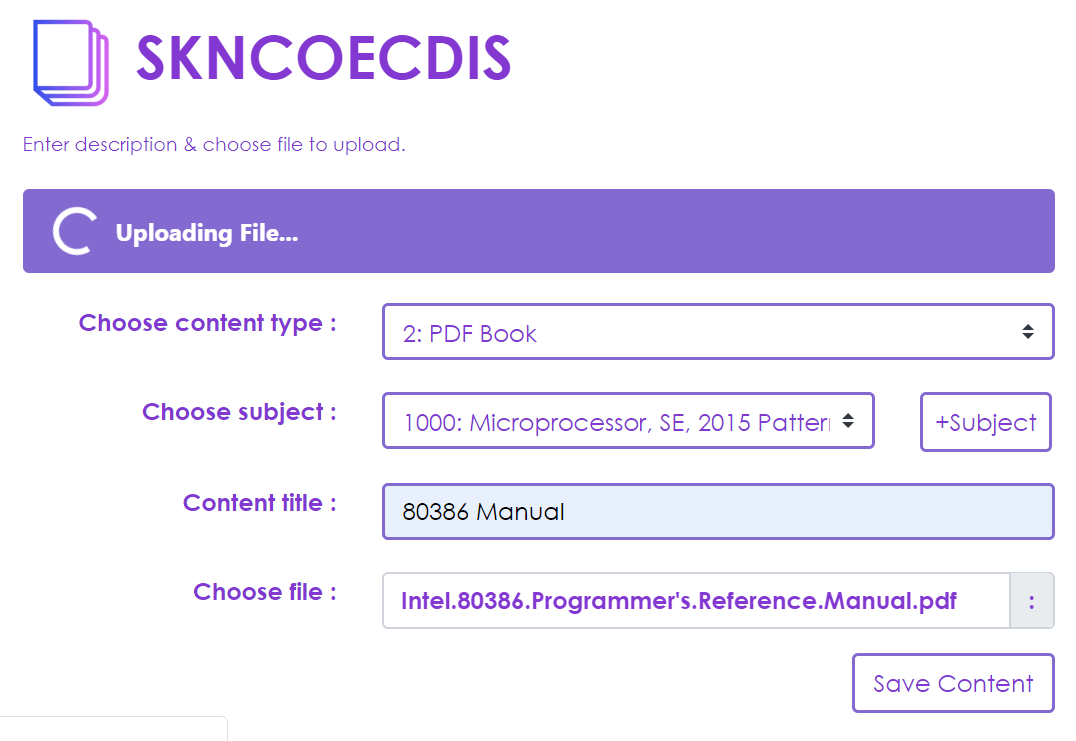 SKNCOECDIS
Enter description & choose file to upload.
Uploading File...
Choose content type :
2: PDF Book
Choose subject :
1000: Microprocessor, SE, 2015 Patter
+Subject
Content title :
80386 Manual
Choose file :
Intel.80386.Programmer's.Reference.Manual.pdf
:
Save Content